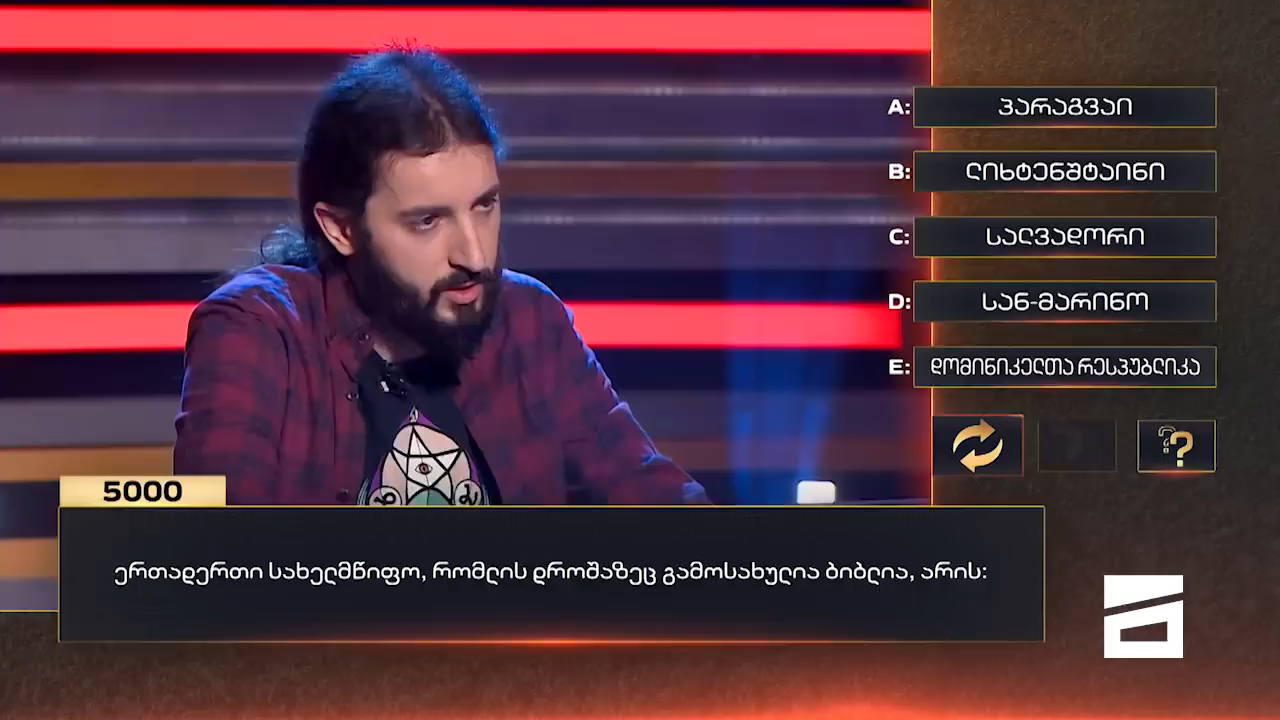 A: პარაგვაი
B: ლიხტენშტაინი
C: სალვადორი
D: სან-მარინო
E: დომინიკელთა რესპუბლიკა
5000
ერთადერთი სახელმწიფო, რომლის დროშაზეც გამოსახულია ბიბლია, არის: